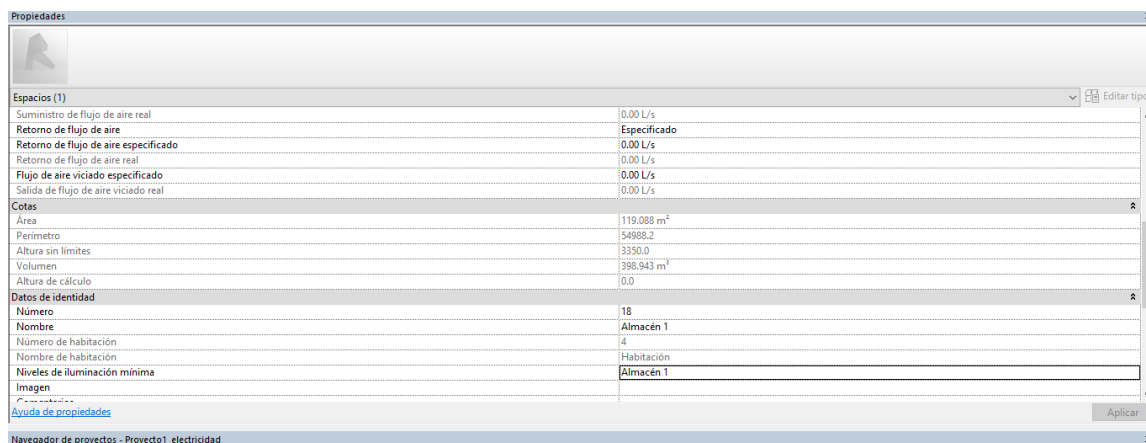 Propiedades
Espacios (1) Editar tipo
Suministro de flujo de aire real 0.00 L/s
Retorno de flujo de aire Especificado
Retorno de flujo de aire especificado 0.00 L/s
Retorno de flujo de aire real 0.00 L/s
Flujo de aire viciado especificado 0.00 L/s
Salida de flujo de aire viciado real 0.00 L/s
Cotas
Área 119.088 m²
Perímetro 54988.2
Altura sin límites 3350.0
Volumen 398.943 m³
Altura de cálculo 0.0
Datos de identidad
Número 18
Nombre Almacén 1
Número de habitación 4
Nombre de habitación Habitación
Niveles de iluminación mínima Almacén 1
Imagen
Comentarios
Ayuda de propiedades Aplicar
Navegador de proyectos - Proyecto1_electricidad